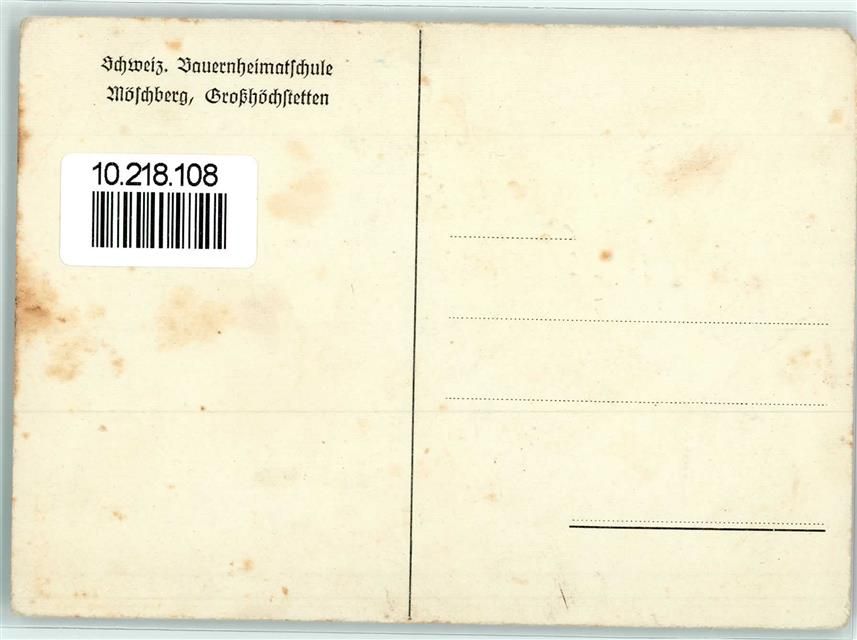 Schweiz. Bauernheimatschule
Möschberg, Großhöchstetten
10.218.108